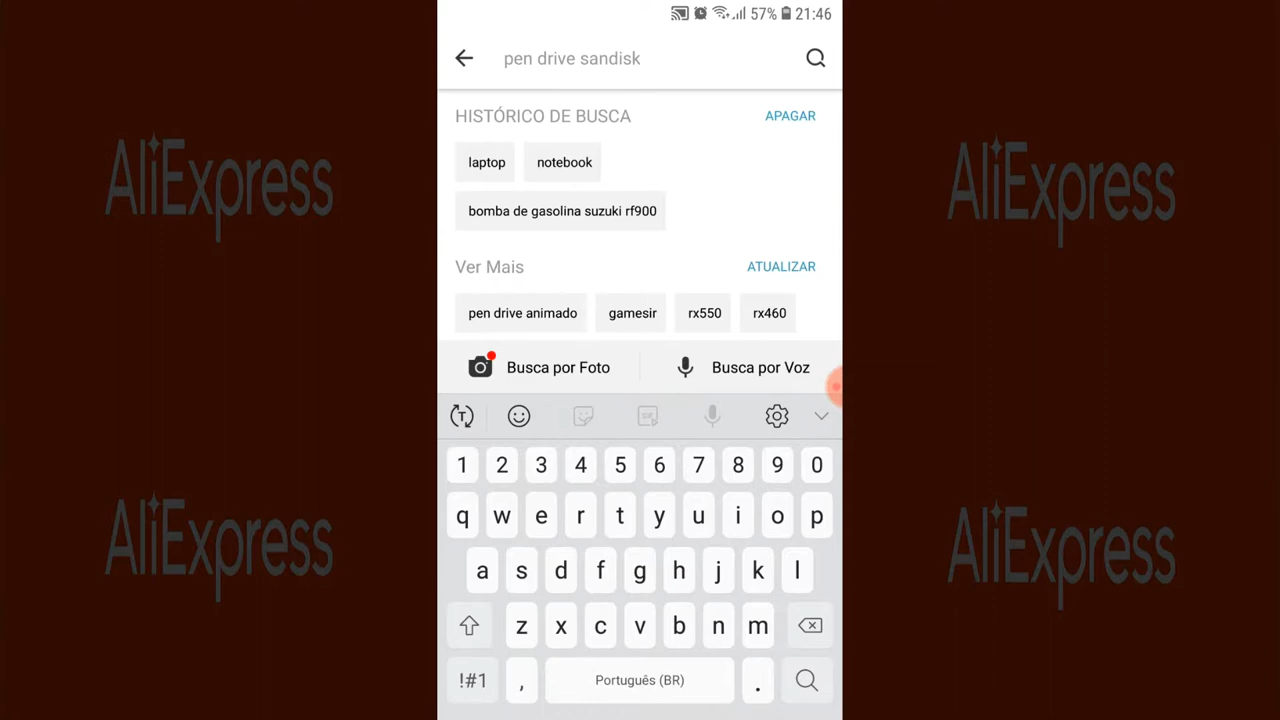 57% 21:46
pen drive sandisk
HISTÓRICO DE BUSCA APAGAR
laptop notebook
bomba de gasolina suzuki rf900
Ver Mais ATUALIZAR
pen drive animado gamesir rx550 rx460
Busca por Foto Busca por Voz
T GIF
1 2 3 4 5 6 7 8 9 0
q w e r t y u i o p
a s d f g h j k l
z x c v b n m
!#1 , Português (BR) .
AliExpress AliExpress
AliExpress AliExpress